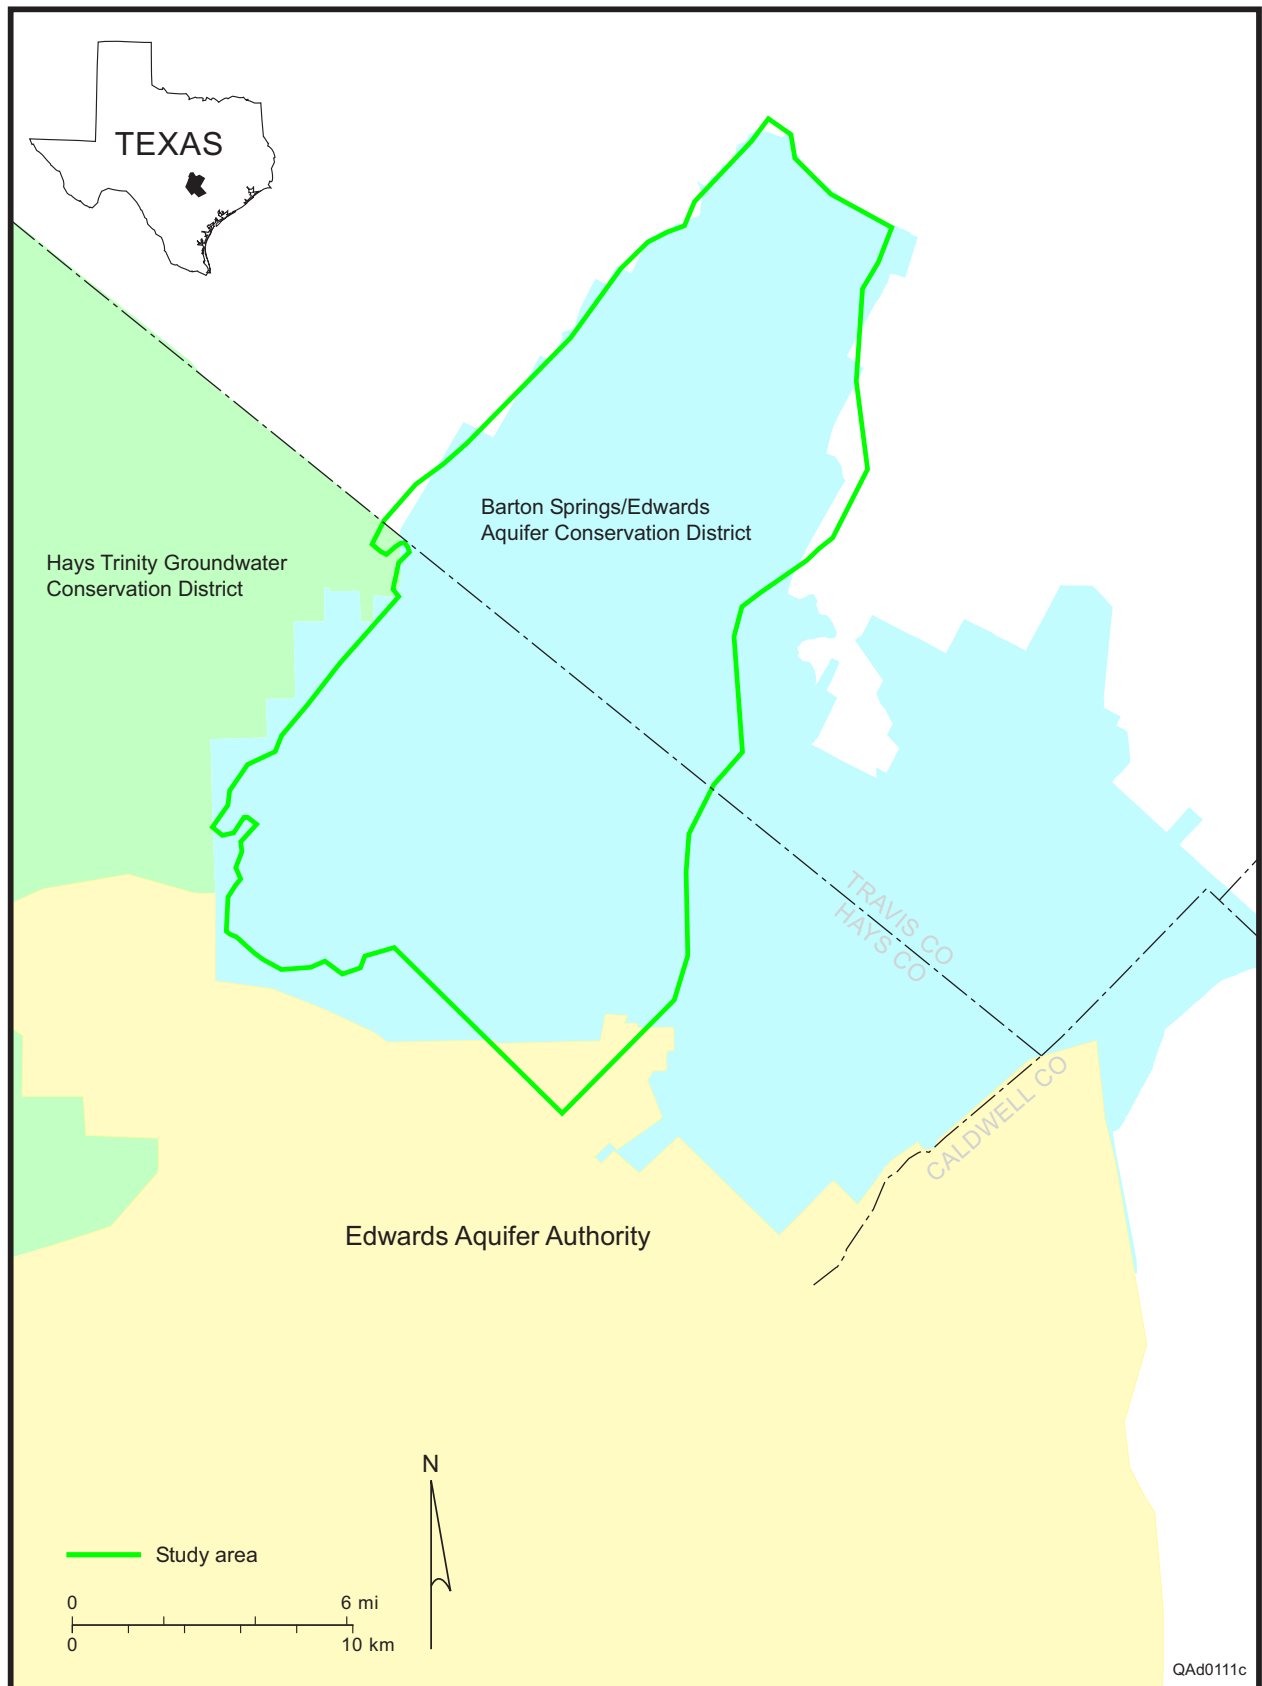 TEXAS
Barton Springs/Edwards
Aquifer Conservation District
Hays Trinity Groundwater
Conservation District
TRAVIS CO
HAYS CO
CALDWELL CO
Edwards Aquifer Authority
N
Study area
0 6 mi
0 10 km
QAd0111c